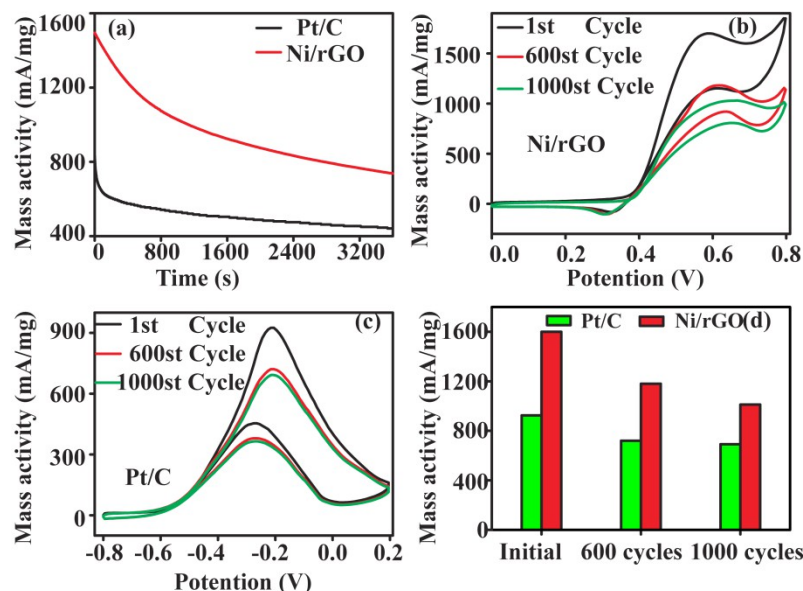 (a)
Pt/C
Ni/rGO
Mass activity (mA/mg)
1600
1200
800
400
0 800 1600 2400 3200
Time (s)
(b)
1st Cycle
600st Cycle
1000st Cycle
Ni/rGO
Mass activity (mA/mg)
1500
1000
500
0
0.0 0.2 0.4 0.6 0.8
Potention (V)
(c)
1st Cycle
600st Cycle
1000st Cycle
Pt/C
Mass activity (mA/mg)
900
600
300
0
-0.8 -0.6 -0.4 -0.2 0.0 0.2
Potention (V)
Pt/C Ni/rGO(d)
Mass activity (mA/mg)
1600
1200
800
400
0
Initial 600 cycles 1000 cycles